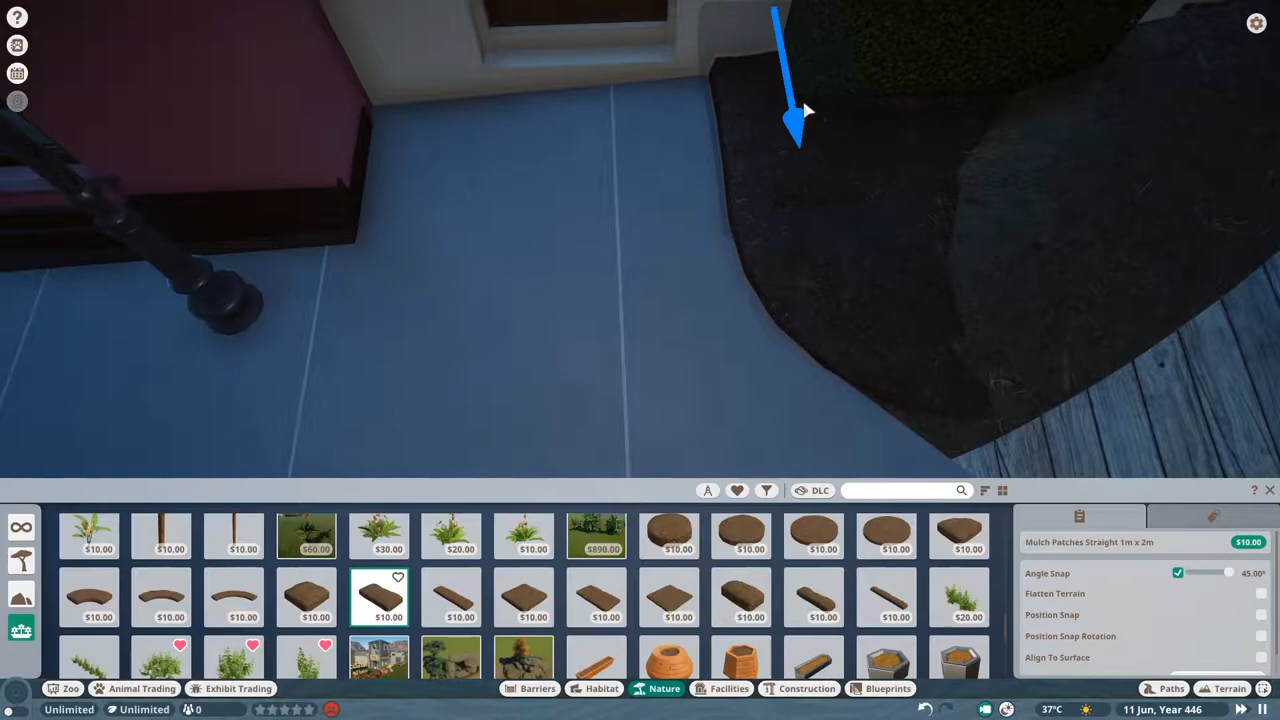 ?
DLC
? ×
$10.00 $10.00 $10.00 $60.00 $30.00 $20.00 $10.00 $890.00 $10.00 $10.00 $10.00 $10.00 $10.00
Mulch Patches Straight 1m x 2m $10.00
Angle Snap 45.00°
Flatten Terrain
$10.00 $10.00 $10.00 $10.00 $10.00 $10.00 $10.00 $10.00 $10.00 $10.00 $10.00 $10.00 $20.00
Position Snap
Position Snap Rotation
Align To Surface
Zoo Animal Trading Exhibit Trading Barriers Habitat Nature Facilities Construction Blueprints Paths Terrain
Unlimited Unlimited 0 37°C 11 Jun, Year 446